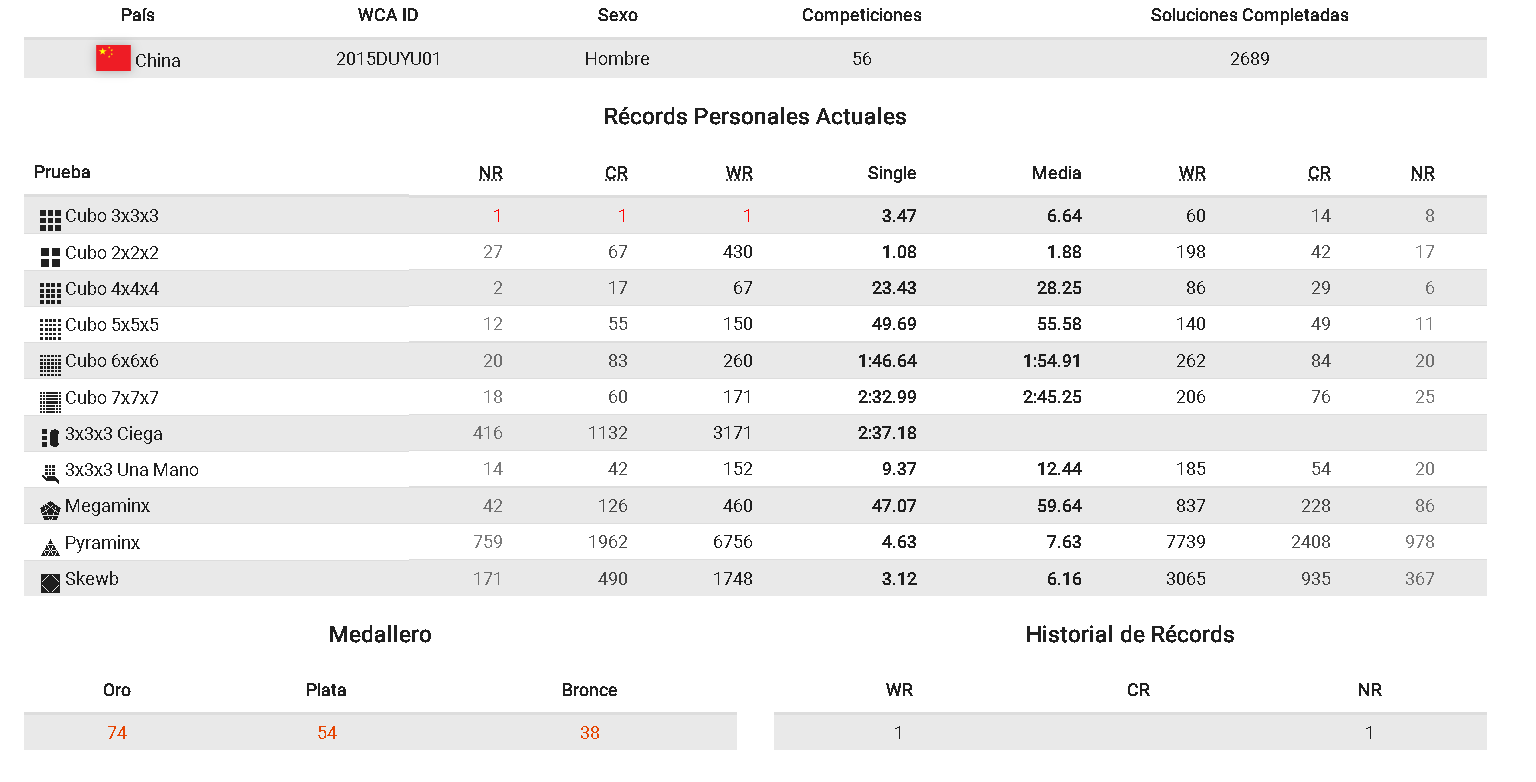 País WCA ID Sexo Competiciones Soluciones Completadas
China 2015DUYU01 Hombre 56 2689
Récords Personales Actuales
Prueba NR CR WR Single Media WR CR NR
Cubo 3x3x3 1 1 1 3.47 6.64 60 14 8
Cubo 2x2x2 27 67 430 1.08 1.88 198 42 17
Cubo 4x4x4 2 17 67 23.43 28.25 86 29 6
Cubo 5x5x5 12 55 150 49.69 55.58 140 49 11
Cubo 6x6x6 20 83 260 1:46.64 1:54.91 262 84 20
Cubo 7x7x7 18 60 171 2:32.99 2:45.25 206 76 25
3x3x3 Ciega 416 1132 3171 2:37.18
3x3x3 Una Mano 14 42 152 9.37 12.44 185 54 20
Megaminx 42 126 460 47.07 59.64 837 228 86
Pyraminx 759 1962 6756 4.63 7.63 7739 2408 978
Skewb 171 490 1748 3.12 6.16 3065 935 367
Medallero Historial de Récords
Oro Plata Bronce WR CR NR
74 54 38 1 1